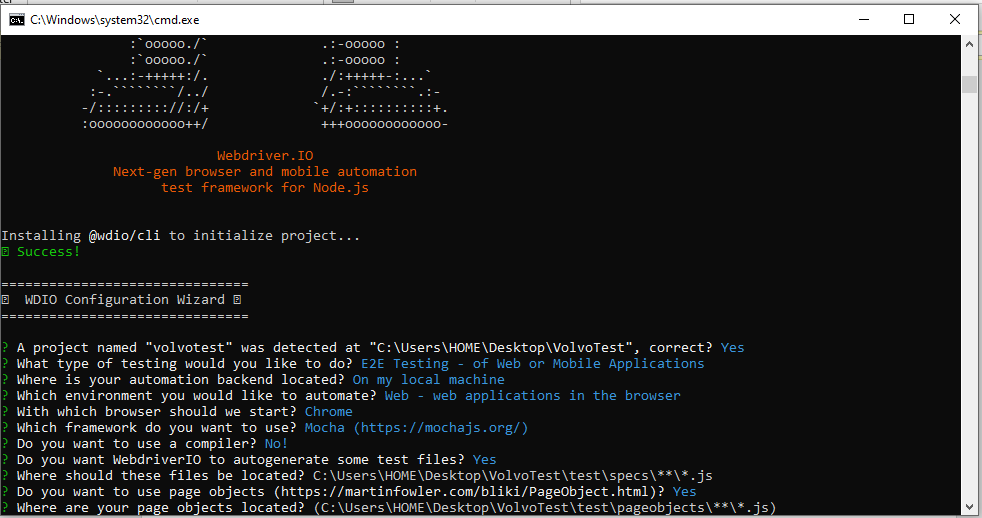 C:\Windows\system32\cmd.exe
:`ooooo./` .:-ooooo :
:`ooooo./` .:-ooooo :
`...:-+++++:/. ./:+++++-:...`
:-.````````/../ /.-:````````.:-
-/::::::::://:/+ `+/:+::::::::::+.
:oooooooooooo++/ +++oooooooooooo-
Webdriver.IO
Next-gen browser and mobile automation
test framework for Node.js
Installing @wdio/cli to initialize project...
Success!
===============================
WDIO Configuration Wizard
===============================
? A project named "volvotest" was detected at "C:\Users\HOME\Desktop\VolvoTest", correct? Yes
? What type of testing would you like to do? E2E Testing - of Web or Mobile Applications
? Where is your automation backend located? On my local machine
? Which environment you would like to automate? Web - web applications in the browser
? With which browser should we start? Chrome
? Which framework do you want to use? Mocha (https://mochajs.org/)
? Do you want to use a compiler? No!
? Do you want WebdriverIO to autogenerate some test files? Yes
? Where should these files be located? C:\Users\HOME\Desktop\VolvoTest\test\specs\**\*.js
? Do you want to use page objects (https://martinfowler.com/bliki/PageObject.html)? Yes
? Where are your page objects located? (C:\Users\HOME\Desktop\VolvoTest\test\pageobjects\**\*.js)